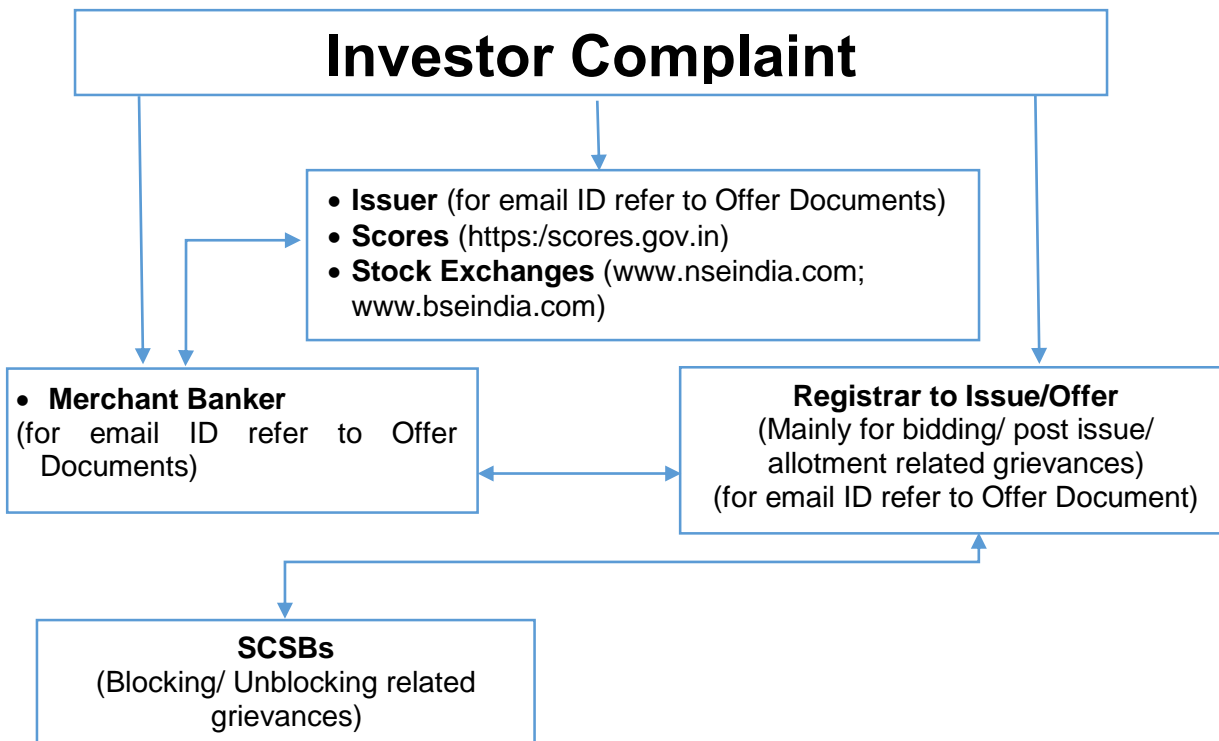 Investor Complaint
• Issuer (for email ID refer to Offer Documents)
• Scores (https:/scores.gov.in)
• Stock Exchanges (www.nseindia.com;
www.bseindia.com)
• Merchant Banker
(for email ID refer to Offer
Documents)
Registrar to Issue/Offer
(Mainly for bidding/ post issue/
allotment related grievances)
(for email ID refer to Offer Document)
SCSBs
(Blocking/ Unblocking related
grievances)